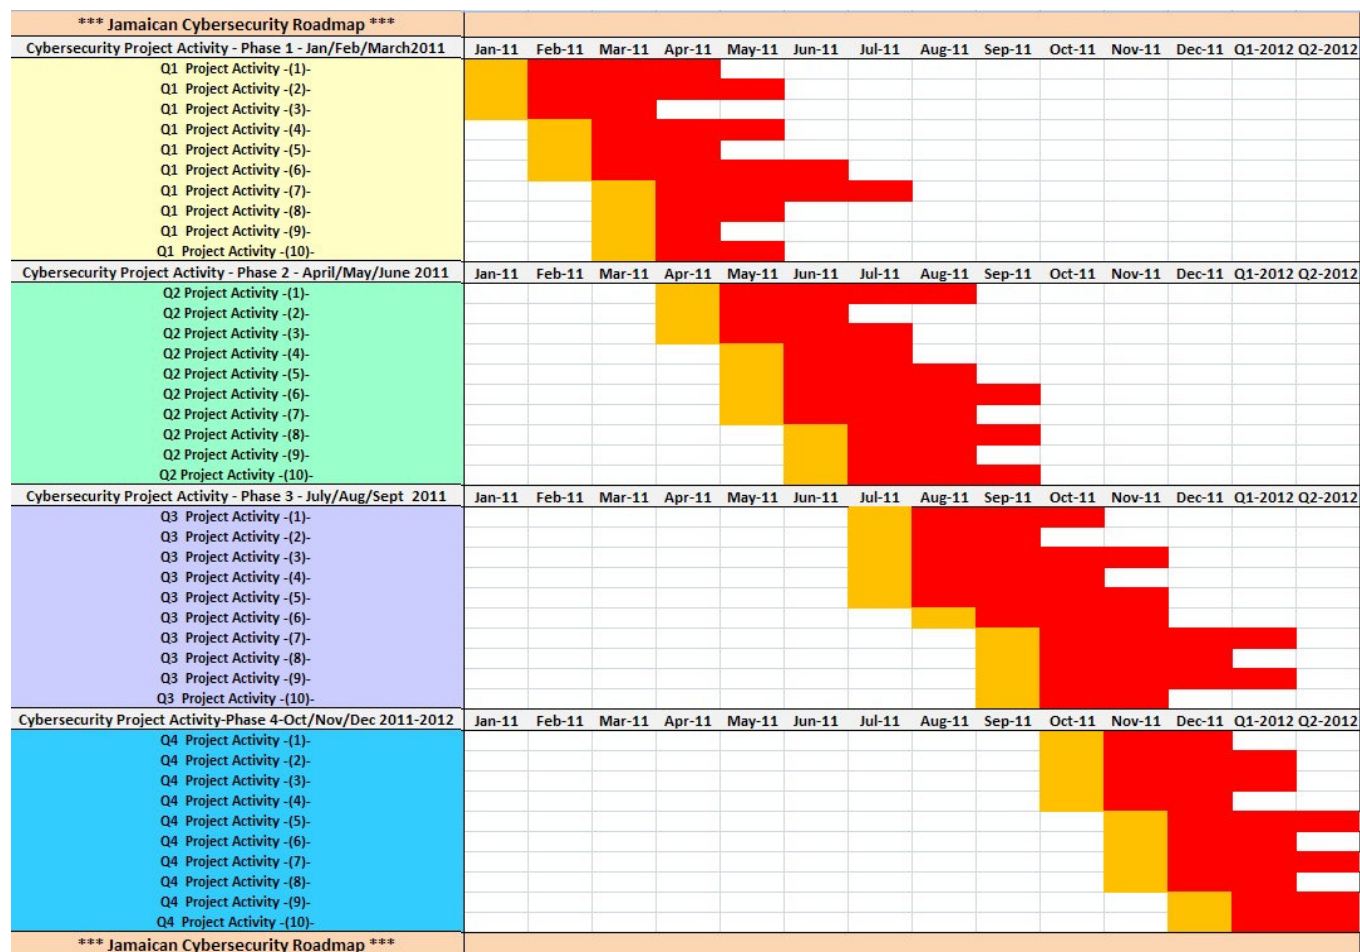 *** Jamaican Cybersecurity Roadmap ***
Cybersecurity Project Activity - Phase 1 - Jan/Feb/March2011 Jan-11 Feb-11 Mar-11 Apr-11 May-11 Jun-11 Jul-11 Aug-11 Sep-11 Oct-11 Nov-11 Dec-11 Q1-2012 Q2-2012
Q1 Project Activity -(1)-
Q1 Project Activity -(2)-
Q1 Project Activity -(3)-
Q1 Project Activity -(4)-
Q1 Project Activity -(5)-
Q1 Project Activity -(6)-
Q1 Project Activity -(7)-
Q1 Project Activity -(8)-
Q1 Project Activity -(9)-
Q1 Project Activity -(10)-
Cybersecurity Project Activity - Phase 2 - April/May/June 2011 Jan-11 Feb-11 Mar-11 Apr-11 May-11 Jun-11 Jul-11 Aug-11 Sep-11 Oct-11 Nov-11 Dec-11 Q1-2012 Q2-2012
Q2 Project Activity -(1)-
Q2 Project Activity -(2)-
Q2 Project Activity -(3)-
Q2 Project Activity -(4)-
Q2 Project Activity -(5)-
Q2 Project Activity -(6)-
Q2 Project Activity -(7)-
Q2 Project Activity -(8)-
Q2 Project Activity -(9)-
Q2 Project Activity -(10)-
Cybersecurity Project Activity - Phase 3 - July/Aug/Sept 2011 Jan-11 Feb-11 Mar-11 Apr-11 May-11 Jun-11 Jul-11 Aug-11 Sep-11 Oct-11 Nov-11 Dec-11 Q1-2012 Q2-2012
Q3 Project Activity -(1)-
Q3 Project Activity -(2)-
Q3 Project Activity -(3)-
Q3 Project Activity -(4)-
Q3 Project Activity -(5)-
Q3 Project Activity -(6)-
Q3 Project Activity -(7)-
Q3 Project Activity -(8)-
Q3 Project Activity -(9)-
Q3 Project Activity -(10)-
Cybersecurity Project Activity-Phase 4-Oct/Nov/Dec 2011-2012 Jan-11 Feb-11 Mar-11 Apr-11 May-11 Jun-11 Jul-11 Aug-11 Sep-11 Oct-11 Nov-11 Dec-11 Q1-2012 Q2-2012
Q4 Project Activity -(1)-
Q4 Project Activity -(2)-
Q4 Project Activity -(3)-
Q4 Project Activity -(4)-
Q4 Project Activity -(5)-
Q4 Project Activity -(6)-
Q4 Project Activity -(7)-
Q4 Project Activity -(8)-
Q4 Project Activity -(9)-
Q4 Project Activity -(10)-
*** Jamaican Cybersecurity Roadmap ***